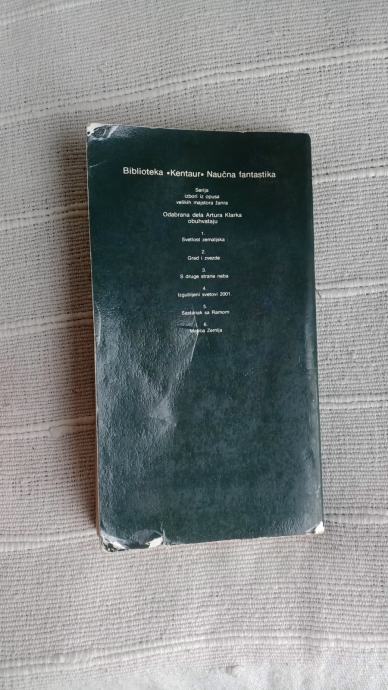 Biblioteka «Kentaur» Naučna fantastika
Serija
izbori iz opusa
velikih majstora žanra
Odabrana dela Artura Klarka
obuhvataju
1.
Svetlost zemaljska
2.
Grad i zvezde
3.
S druge strane neba
4.
Izgubljeni svetovi 2001.
5.
Sastanak sa Ramom
6.
Matica Zemlja